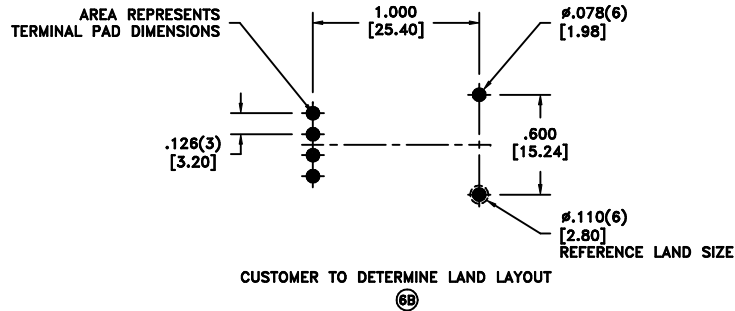 AREA REPRESENTS
TERMINAL PAD DIMENSIONS
1.000
[25.40]
ø.078(6)
[1.98]
.126(3)
[3.20]
.600
[15.24]
ø.110(6)
[2.80]
REFERENCE LAND SIZE
CUSTOMER TO DETERMINE LAND LAYOUT
6B